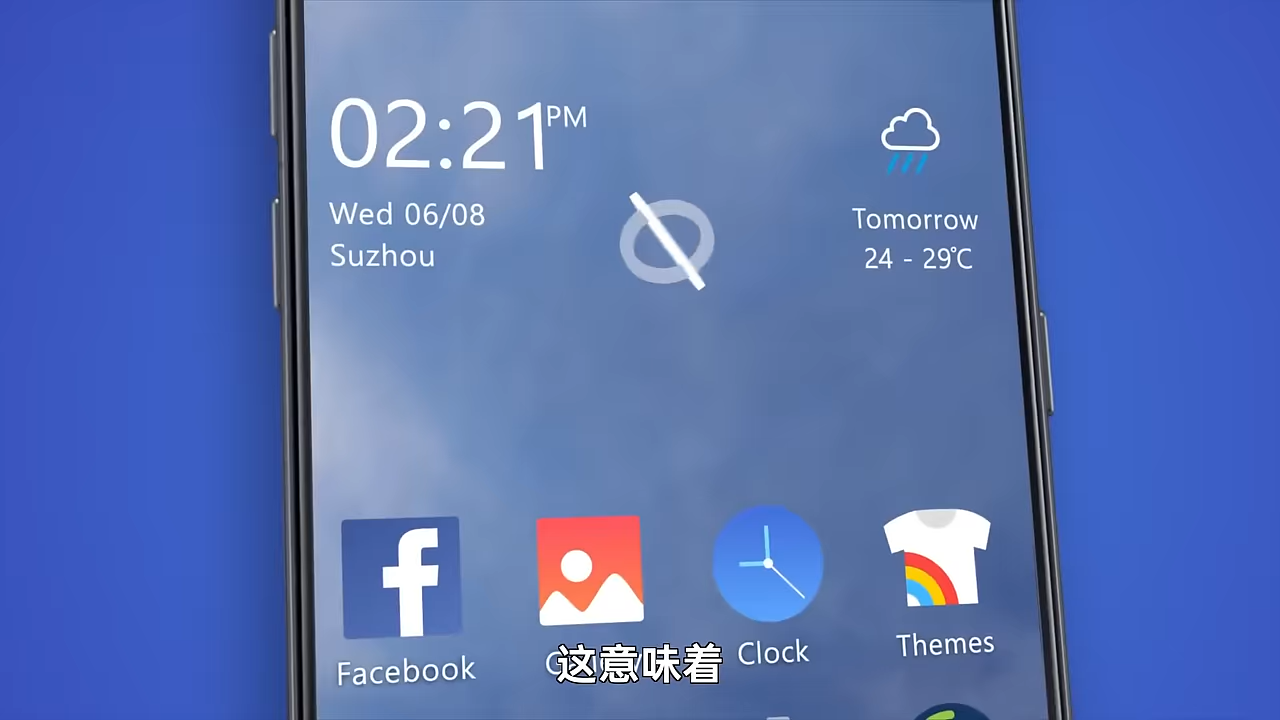 02:21PM
Wed 06/08
Suzhou
Tomorrow
24 - 29℃
Facebook
Clock
Themes
这意味着